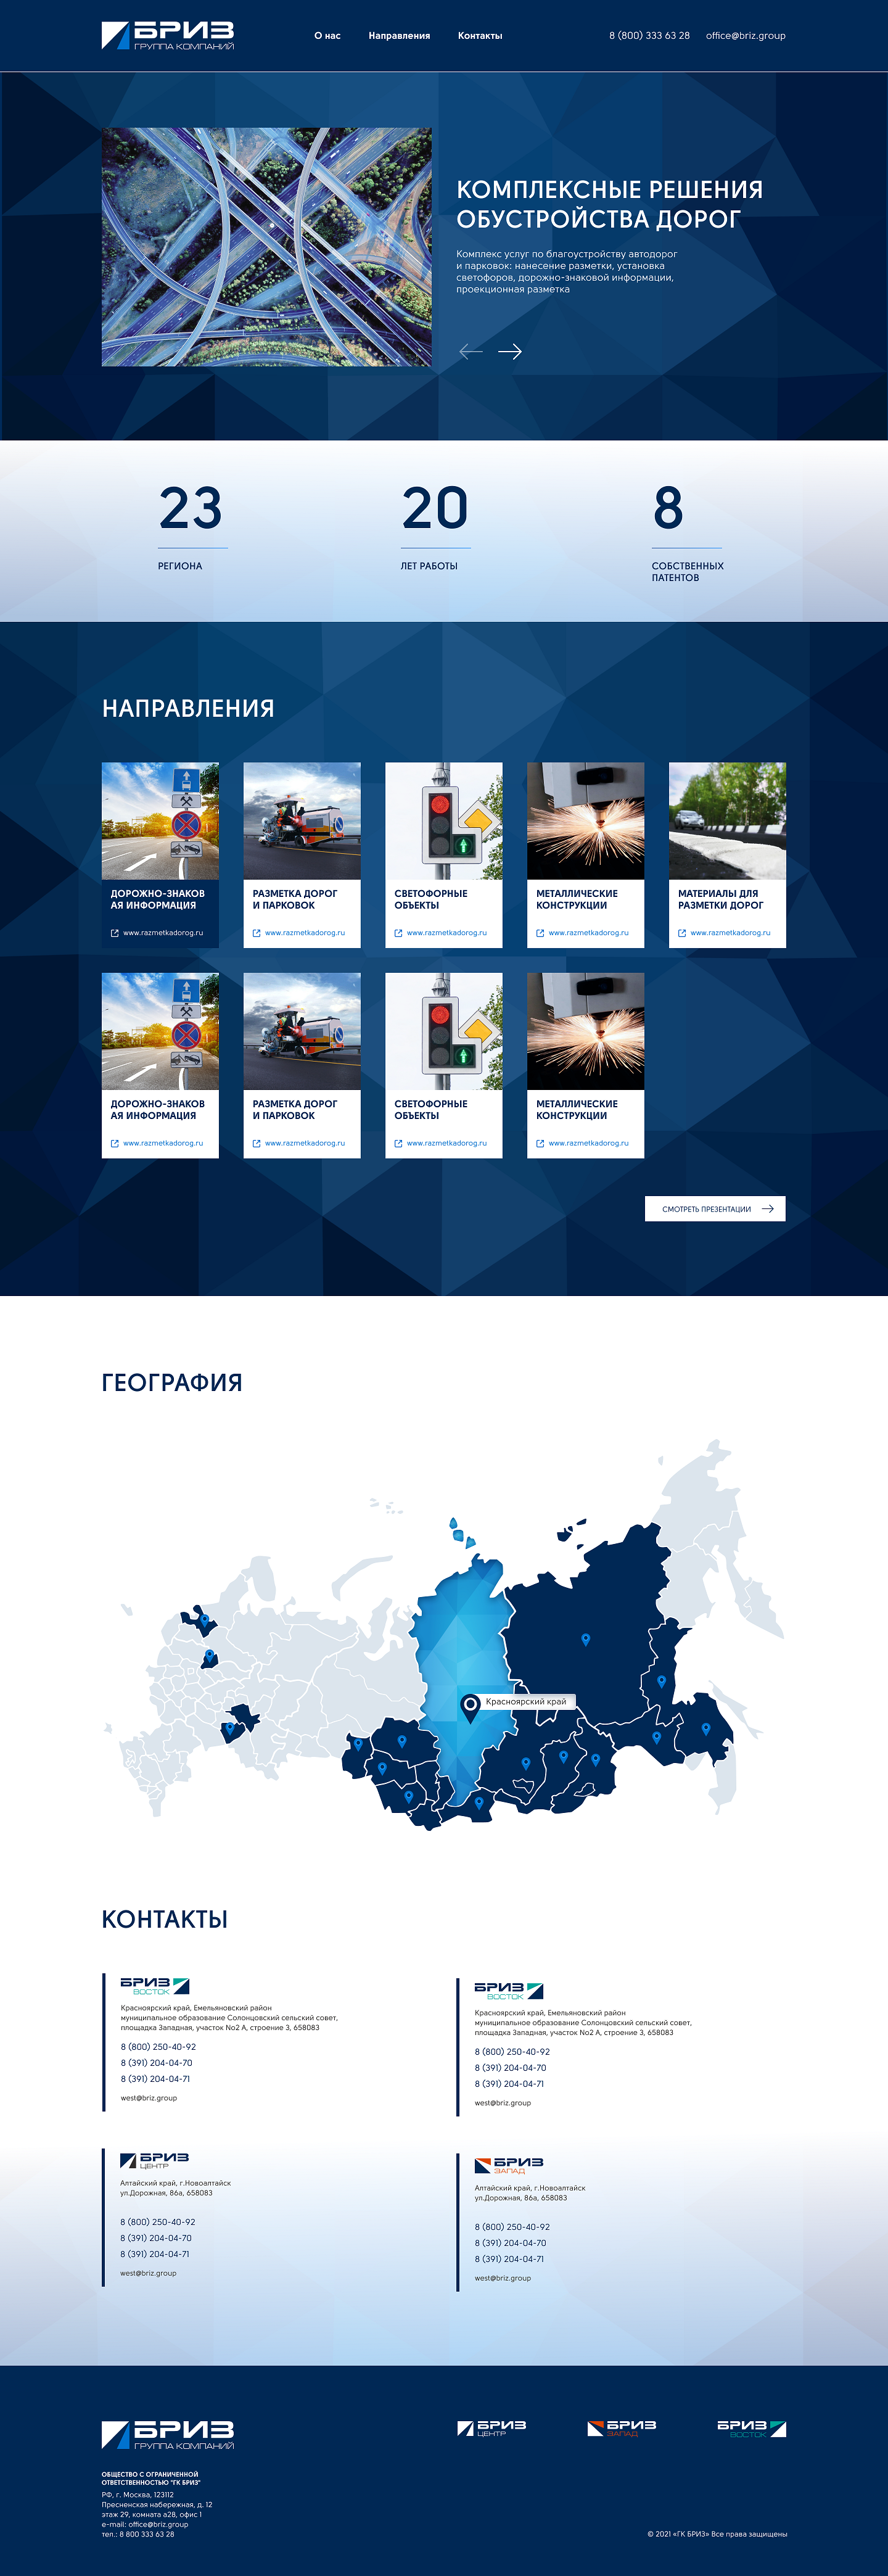 БРИЗ
ГРУППА КОМПАНИЙ
О нас
Направления
Контакты
8 (800) 333 63 28
office@briz.group
КОМПЛЕКСНЫЕ РЕШЕНИЯ
ОБУСТРОЙСТВА ДОРОГ
Комплекс услуг по благоустройству автодорог
и парковок: нанесение разметки, установка
светофоров, дорожно-знаковой информации,
проекционная разметка
23
РЕГИОНА
20
ЛЕТ РАБОТЫ
8
СОБСТВЕННЫХ
ПАТЕНТОВ
НАПРАВЛЕНИЯ
ДОРОЖНО-ЗНАКОВ
АЯ ИНФОРМАЦИЯ
www.razmetkadorog.ru
РАЗМЕТКА ДОРОГ
И ПАРКОВОК
www.razmetkadorog.ru
СВЕТОФОРНЫЕ
ОБЪЕКТЫ
www.razmetkadorog.ru
МЕТАЛЛИЧЕСКИЕ
КОНСТРУКЦИИ
www.razmetkadorog.ru
МАТЕРИАЛЫ ДЛЯ
РАЗМЕТКИ ДОРОГ
www.razmetkadorog.ru
ДОРОЖНО-ЗНАКОВ
АЯ ИНФОРМАЦИЯ
www.razmetkadorog.ru
РАЗМЕТКА ДОРОГ
И ПАРКОВОК
www.razmetkadorog.ru
СВЕТОФОРНЫЕ
ОБЪЕКТЫ
www.razmetkadorog.ru
МЕТАЛЛИЧЕСКИЕ
КОНСТРУКЦИИ
www.razmetkadorog.ru
СМОТРЕТЬ ПРЕЗЕНТАЦИИ
ГЕОГРАФИЯ
Красноярский край
КОНТАКТЫ
БРИЗ
ВОСТОК
Красноярский край, Емельяновский район
муниципальное образование Солонцовский сельский совет,
площадка Западная, участок No2 А, строение 3, 658083
8 (800) 250-40-92
8 (391) 204-04-70
8 (391) 204-04-71
west@briz.group
БРИЗ
ВОСТОК
Красноярский край, Емельяновский район
муниципальное образование Солонцовский сельский совет,
площадка Западная, участок No2 А, строение 3, 658083
8 (800) 250-40-92
8 (391) 204-04-70
8 (391) 204-04-71
west@briz.group
БРИЗ
ЦЕНТР
Алтайский край, г.Новоалтайск
ул.Дорожная, 86а, 658083
8 (800) 250-40-92
8 (391) 204-04-70
8 (391) 204-04-71
west@briz.group
БРИЗ
ЗАПАД
Алтайский край, г.Новоалтайск
ул.Дорожная, 86а, 658083
8 (800) 250-40-92
8 (391) 204-04-70
8 (391) 204-04-71
west@briz.group
БРИЗ
ГРУППА КОМПАНИЙ
БРИЗ
ЦЕНТР
БРИЗ
ЗАПАД
БРИЗ
ВОСТОК
ОБЩЕСТВО С ОГРАНИЧЕННОЙ
ОТВЕТСТВЕННОСТЬЮ "ГК БРИЗ"
РФ, г. Москва, 123112
Пресненская набережная, д. 12
этаж 29, комната а28, офис 1
e-mail: office@briz.group
тел.: 8 800 333 63 28
© 2021 «ГК БРИЗ» Все права защищены